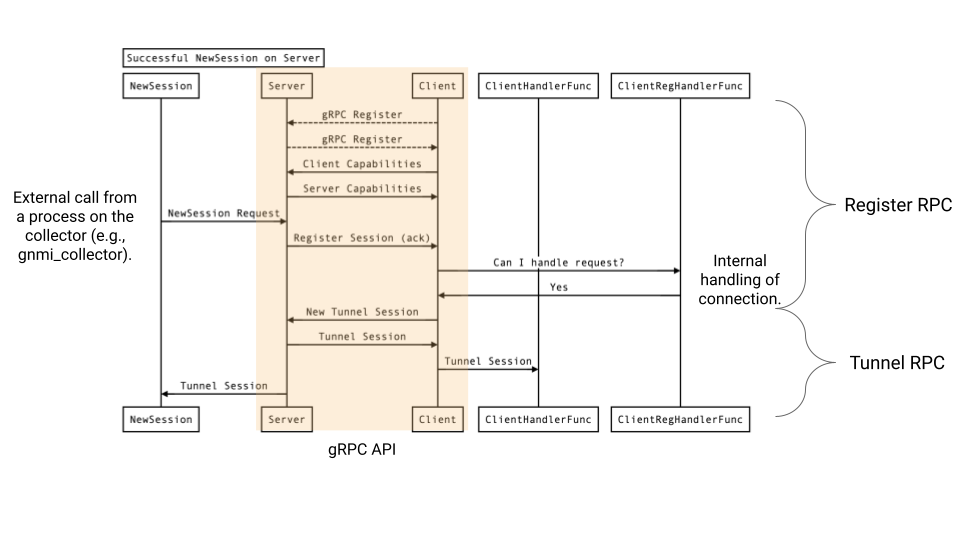 Successful NewSession on Server
NewSession
Server
Client
ClientHandlerFunc
ClientRegHandlerFunc
gRPC Register
gRPC Register
Client Capabilities
Server Capabilities
External call from
a process on the
collector (e.g.,
gnmi_collector).
NewSession Request
Register RPC
Register Session (ack)
Can I handle request?
Internal
handling of
connection.
Yes
New Tunnel Session
Tunnel Session
Tunnel Session
Tunnel RPC
Tunnel Session
NewSession
Server
Client
ClientHandlerFunc
ClientRegHandlerFunc
gRPC API